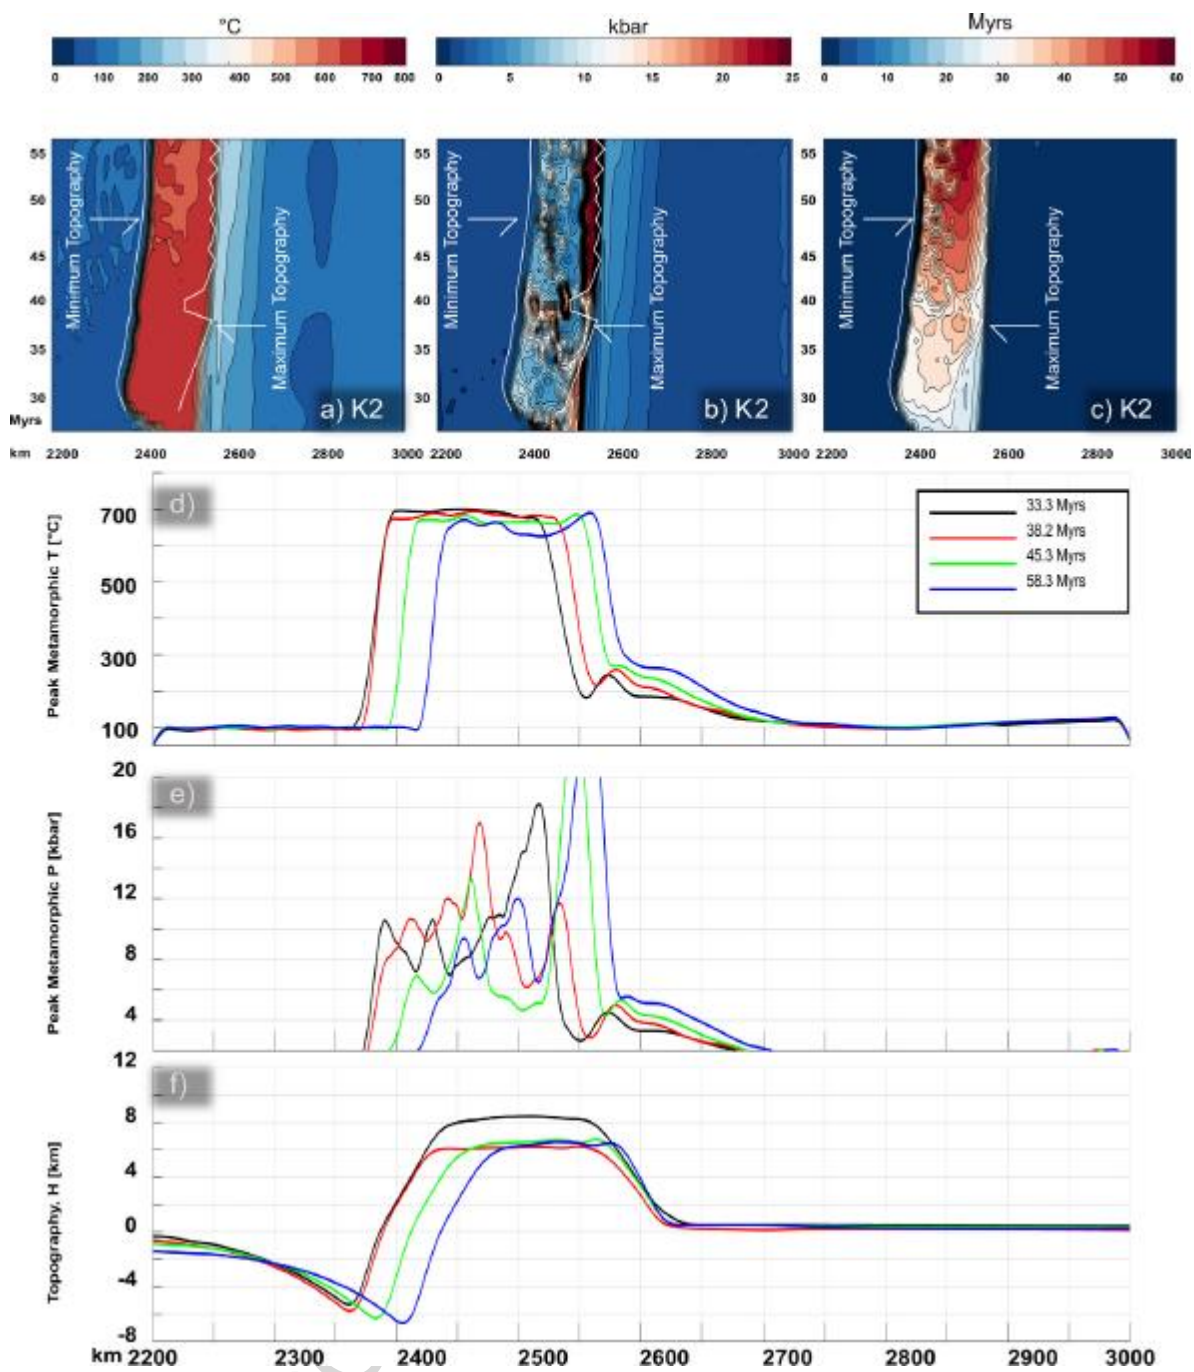 °C kbar Myrs
0 100 200 300 400 500 600 700 800 0 5 10 15 20 25 0 10 20 30 40 50 60
55 55 55
50 50 50
45 45 45
40 40 40
35 35 35
30 30 30
Minimum Topography Maximum Topography Minimum Topography Maximum Topography Minimum Topography Maximum Topography
a) K2 b) K2 c) K2
Myrs
km 2200 2400 2600 2800 3000 2200 2400 2600 2800 3000 2200 2400 2600 2800 3000
d)
Peak Metamorphic T [°C]
700
500
300
100
33.3 Myrs
38.2 Myrs
45.3 Myrs
58.3 Myrs
e)
Peak Metamorphic P [kbar]
20
16
12
8
4
f)
Topography, H [km]
12
8
4
0
-4
-8
km 2200 2300 2400 2500 2600 2700 2800 2900 3000